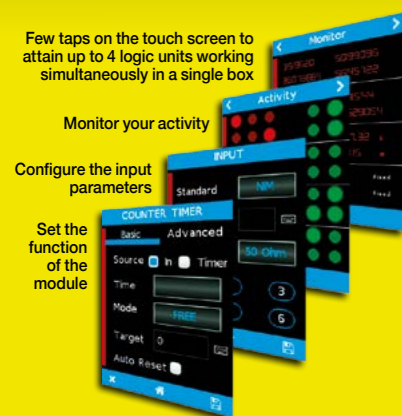 Few taps on the touch screen to
attain up to 4 logic units working
simultaneously in a single box
Monitor your activity
Configure the input
parameters
Set the
function
of the
module
Monitor
Activity
INPUT
Standard NIM
50 Ohm
3
6
COUNTER TIMER
Basic Advanced
Source In Timer
Time
Mode FREE
Target 0
Auto Reset